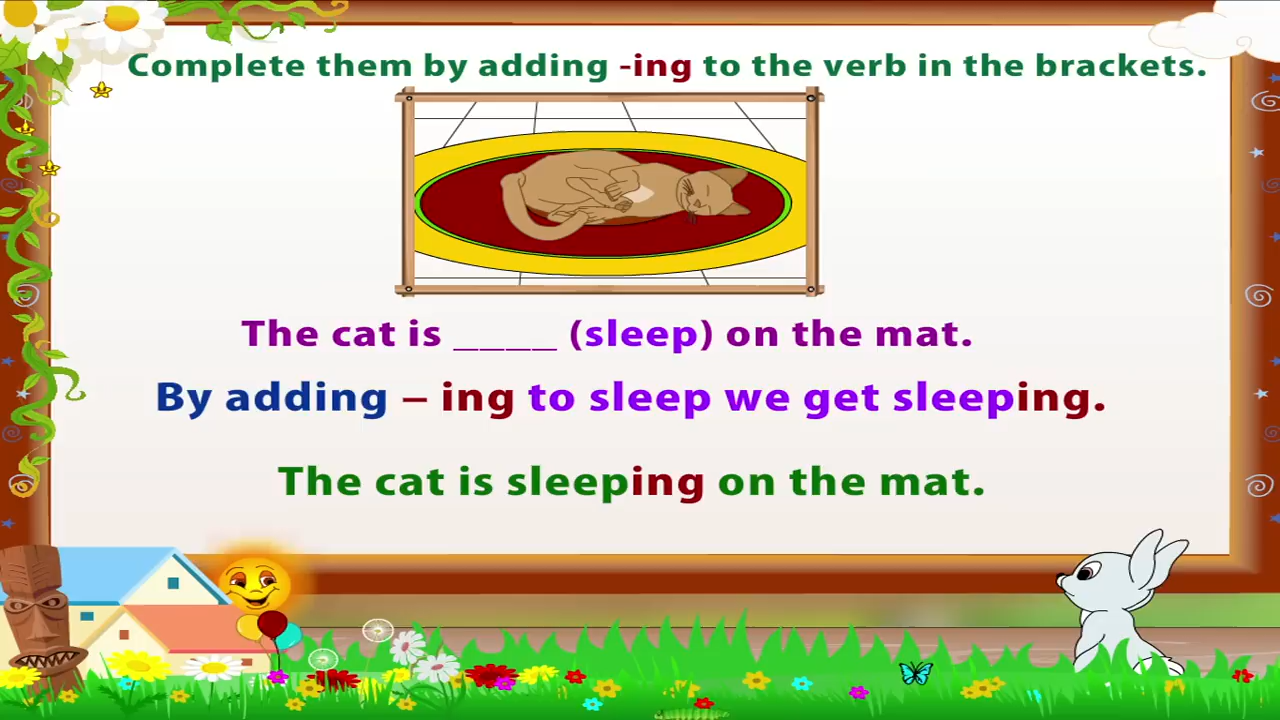 Complete them by adding -ing to the verb in the brackets.
The cat is ____ (sleep) on the mat.
By adding – ing to sleep we get sleeping.
The cat is sleeping on the mat.